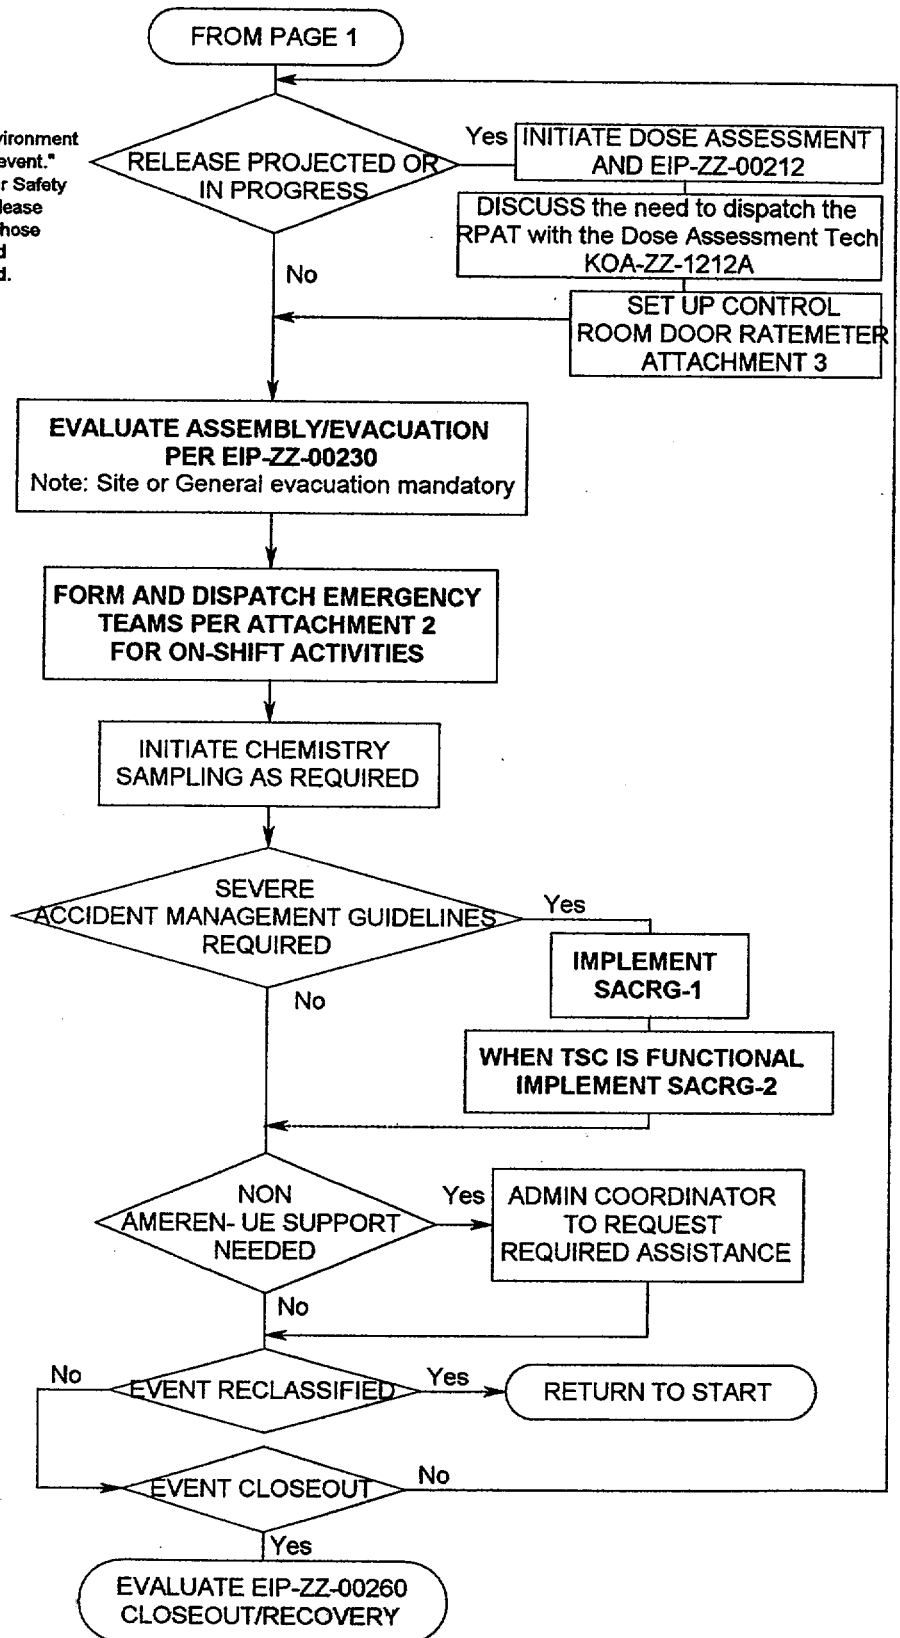 FROM PAGE 1
vironment
event."
r Safety
lease
hose
d
d.
RELEASE PROJECTED OR
IN PROGRESS
Yes
INITIATE DOSE ASSESSMENT
AND EIP-ZZ-00212
DISCUSS the need to dispatch the
RPAT with the Dose Assessment Tech
KOA-ZZ-1212A
No
SET UP CONTROL
ROOM DOOR RATEMETER
ATTACHMENT 3
EVALUATE ASSEMBLY/EVACUATION
PER EIP-ZZ-00230
Note: Site or General evacuation mandatory
FORM AND DISPATCH EMERGENCY
TEAMS PER ATTACHMENT 2
FOR ON-SHIFT ACTIVITIES
INITIATE CHEMISTRY
SAMPLING AS REQUIRED
SEVERE
ACCIDENT MANAGEMENT GUIDELINES
REQUIRED
Yes
IMPLEMENT
SACRG-1
No
WHEN TSC IS FUNCTIONAL
IMPLEMENT SACRG-2
NON
AMEREN- UE SUPPORT
NEEDED
Yes
ADMIN COORDINATOR
TO REQUEST
REQUIRED ASSISTANCE
No
No
EVENT RECLASSIFIED
Yes
RETURN TO START
EVENT CLOSEOUT
No
Yes
EVALUATE EIP-ZZ-00260
CLOSEOUT/RECOVERY